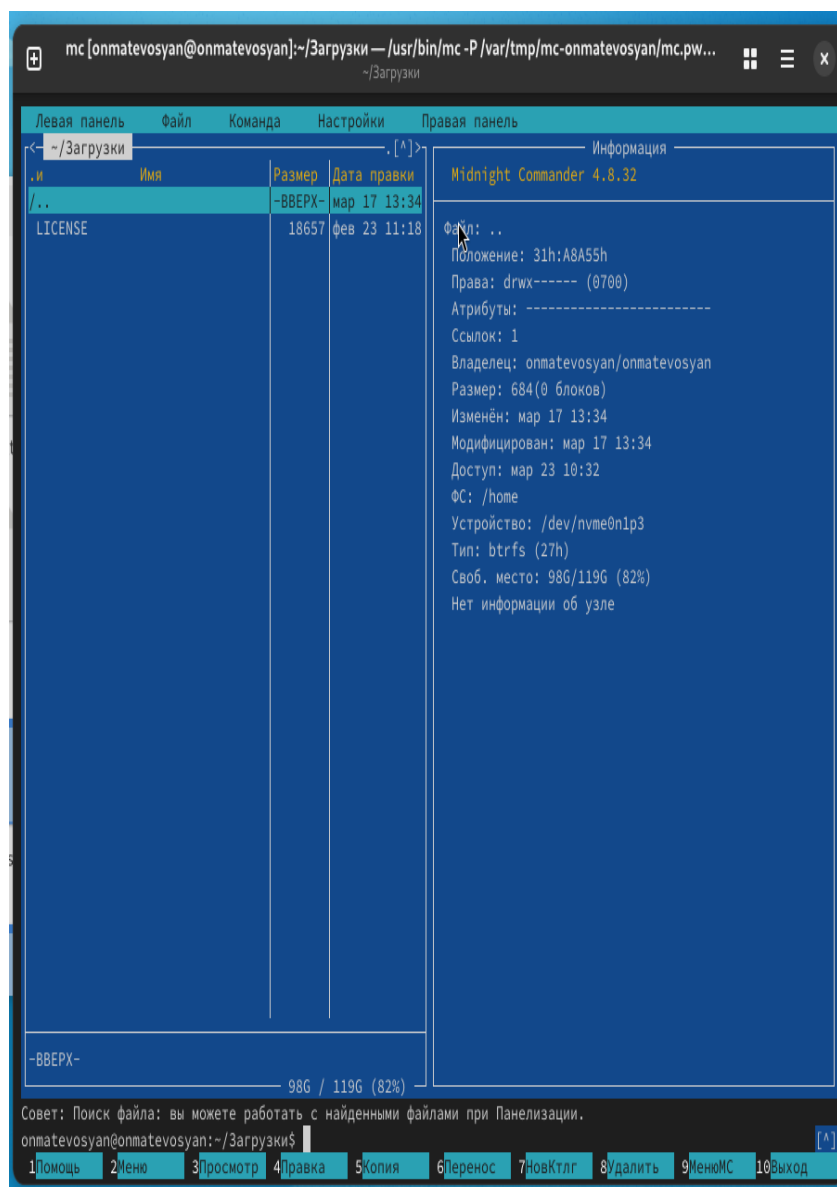 mc [onmatevosyan@onmatevosyan]:~/Загрузки — /usr/bin/mc -P /var/tmp/mc-onmatevosyan/mc.pw...
~/Загрузки
Левая панель Файл Команда Настройки Правая панель
<- ~/Загрузки .[^]>
.и Имя Размер Дата правки
/.. -ВВЕРХ- мар 17 13:34
LICENSE 18657 фев 23 11:18
-ВВЕРХ-
98G / 119G (82%)
Информация
Midnight Commander 4.8.32
Файл: ..
Положение: 31h:A8A55h
Права: drwx------ (0700)
Атрибуты: -------------------------
Ссылок: 1
Владелец: onmatevosyan/onmatevosyan
Размер: 684(0 блоков)
Изменён: мар 17 13:34
Модифицирован: мар 17 13:34
Доступ: мар 23 10:32
ФС: /home
Устройство: /dev/nvme0n1p3
Тип: btrfs (27h)
Своб. место: 98G/119G (82%)
Нет информации об узле
Совет: Поиск файла: вы можете работать с найденными файлами при Панелизации.
onmatevosyan@onmatevosyan:~/Загрузки$ [^]
1Помощь 2Меню 3Просмотр 4Правка 5Копия 6Перенос 7НовКтлг 8Удалить 9МенюМС 10Выход